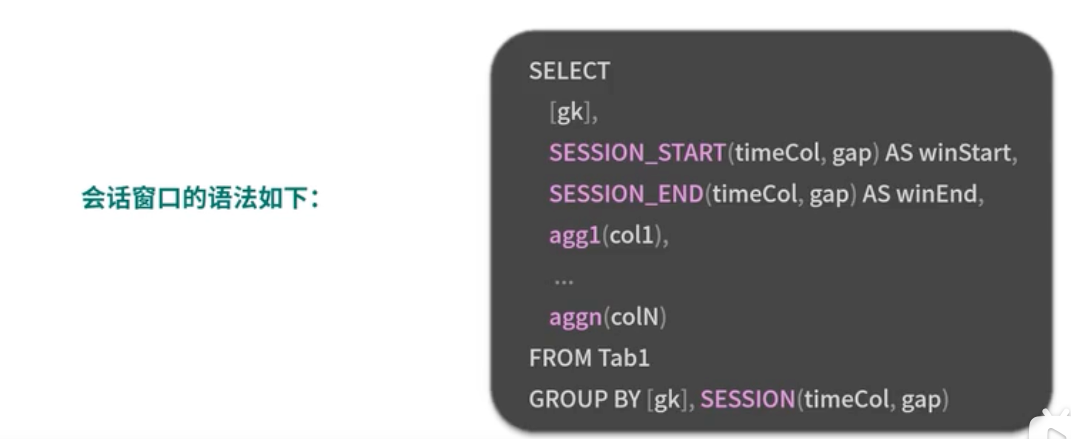 会话窗口的语法如下：
SELECT
[gk],
SESSION_START(timeCol, gap) AS winStart,
SESSION_END(timeCol, gap) AS winEnd,
agg1(col1),
...
aggn(colN)
FROM Tab1
GROUP BY [gk], SESSION(timeCol, gap)